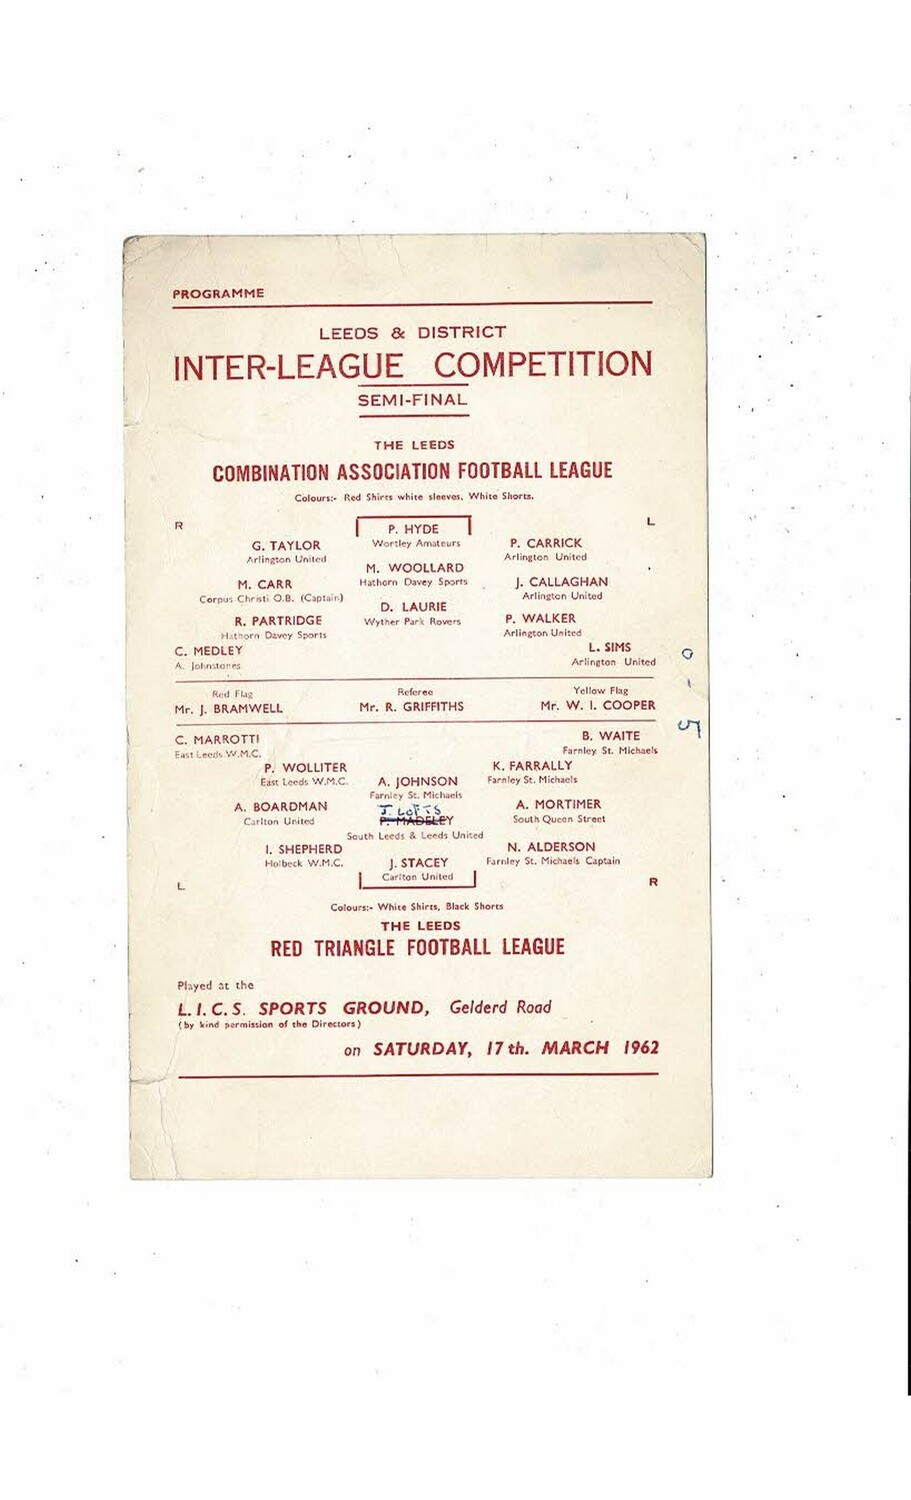 PROGRAMME
LEEDS & DISTRICT
INTER-LEAGUE COMPETITION
SEMI-FINAL
THE LEEDS
COMBINATION ASSOCIATION FOOTBALL LEAGUE
Colours:- Red Shirts white sleeves, White Shorts.
R L
P. HYDE
Wortley Amateurs
G. TAYLOR P. CARRICK
Arlington United Arlington United
M. WOOLLARD
Hathorn Davey Sports
M. CARR J. CALLAGHAN
Corpus Christi O.B. (Captain) Arlington United
D. LAURIE
Wyther Park Rovers
R. PARTRIDGE P. WALKER
Hathorn Davey Sports Arlington United
C. MEDLEY L. SIMS
A. Johnstones Arlington United
0 - 5
Red Flag Referee Yellow Flag
Mr. J. BRAMWELL Mr. R. GRIFFITHS Mr. W. I. COOPER
C. MARROTTI B. WAITE
East Leeds W.M.C. Farnley St. Michaels
P. WOLLITER K. FARRALLY
East Leeds W.M.C. Farnley St. Michaels
A. JOHNSON
Farnley St. Michaels
A. BOARDMAN A. MORTIMER
Carlton United South Queen Street
J. LOFTS
P. MADELEY
South Leeds & Leeds United
I. SHEPHERD N. ALDERSON
Holbeck W.M.C. Farnley St. Michaels Captain
J. STACEY
Carlton United
L R
Colours:- White Shirts, Black Shorts
THE LEEDS
RED TRIANGLE FOOTBALL LEAGUE
Played at the
L.I.C.S. SPORTS GROUND, Gelderd Road
(by kind permission of the Directors)
on SATURDAY, 17th. MARCH 1962